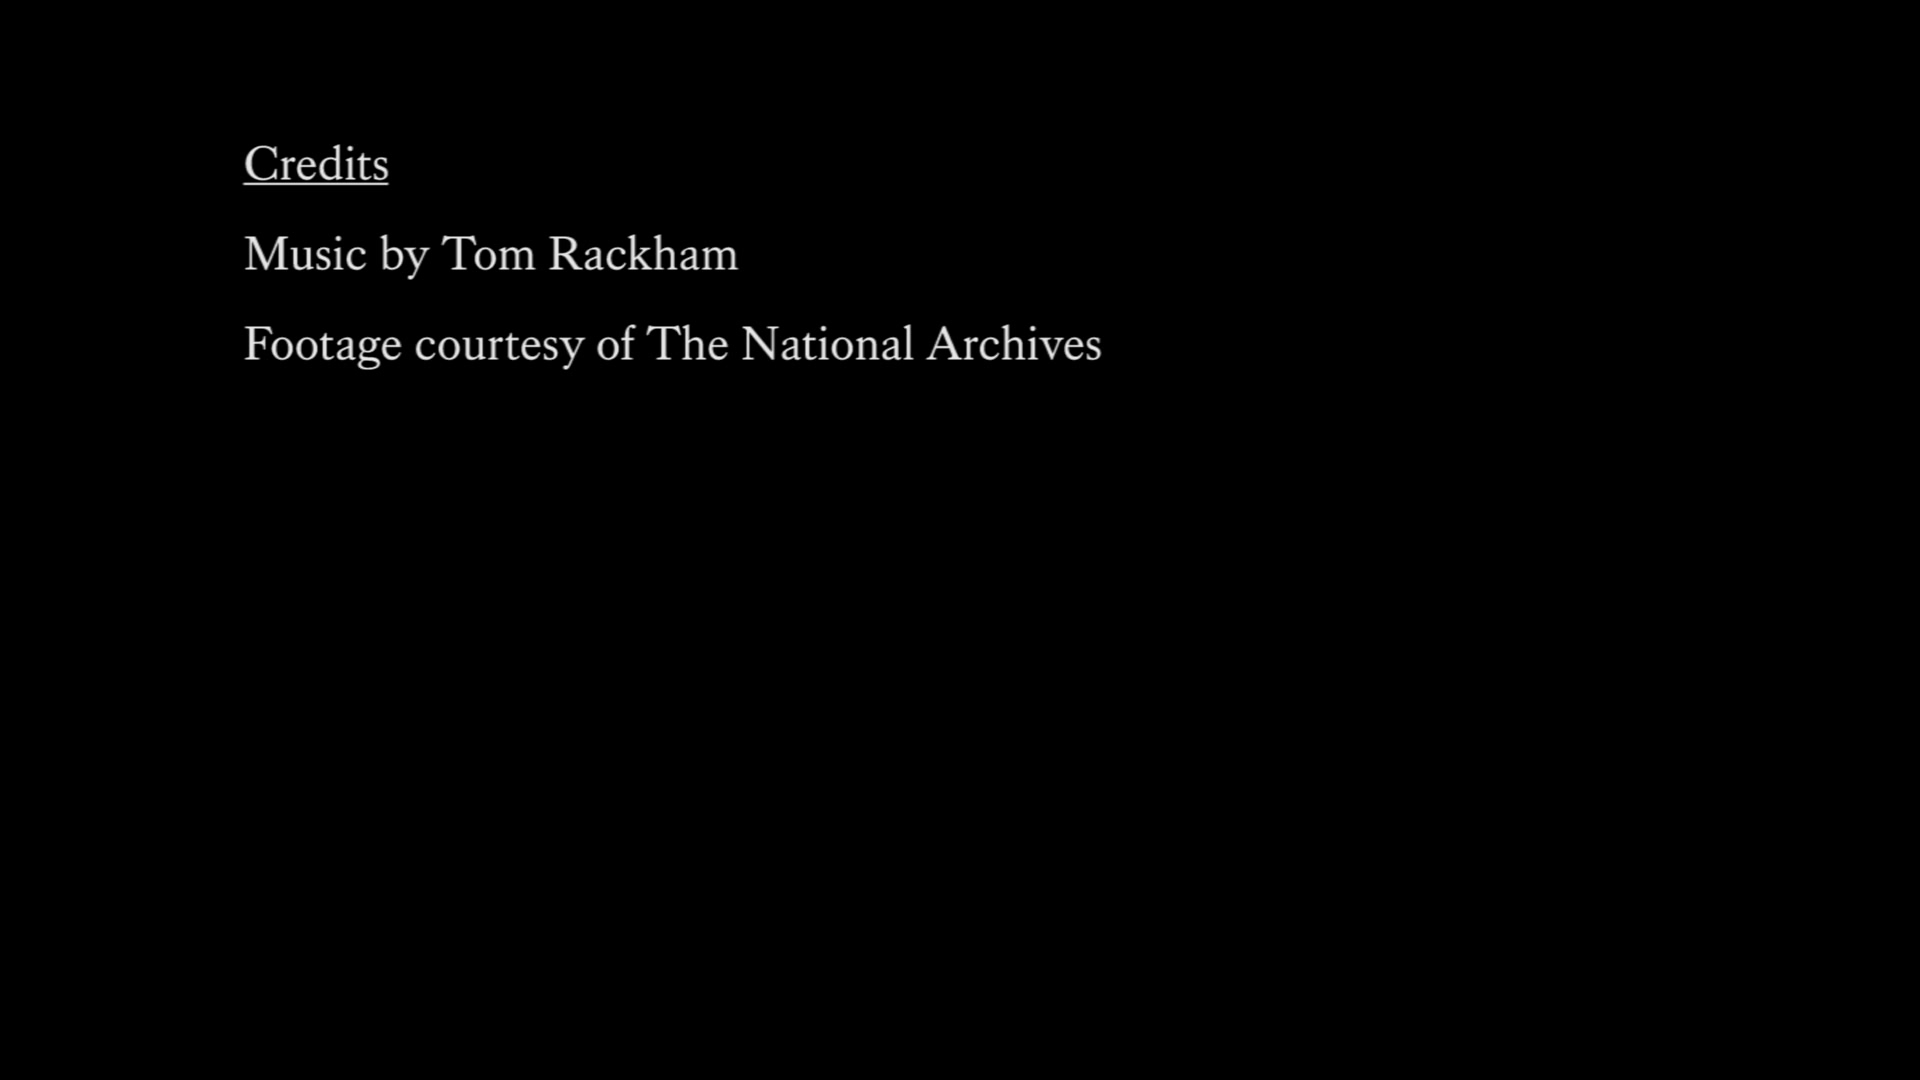 Credits
Music by Tom Rackham
Footage courtesy of The National Archives